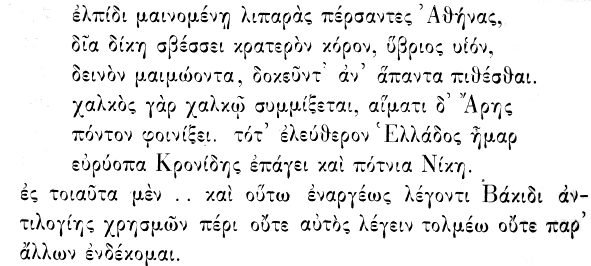 ἐλπίδι μαινομένῃ λιπαρὰς πέρσαντες Ἀθήνας,
δῖα δίκη σβέσσει κρατερὸν κόρον, ὕβριος υἱόν,
δεινὸν μαιμώοντα, δοκεῦντ᾽ ἀν᾽ ἅπαντα πιθέσθαι.
χαλκὸς γὰρ χαλκῷ συμμίξεται, αἵματι δ᾽ Ἄρης
πόντον φοινίξει. τότ᾽ ἐλεύθερον Ἑλλάδος ἦμαρ
εὐρύοπα Κρονίδης ἐπάγει καὶ πότνια Νίκη.
ἐς τοιαῦτα μὲν .. καὶ οὕτω ἐναργέως λέγοντι Βάκιδι ἀν-
τιλογίης χρησμῶν πέρι οὔτε αὐτὸς λέγειν τολμέω οὔτε παρ᾽
ἄλλων ἐνδέκομαι.